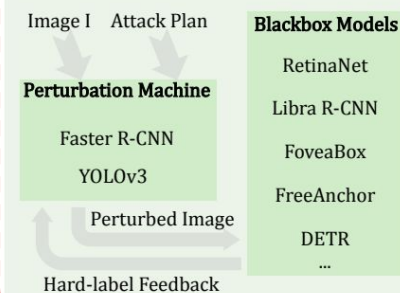 Image I
Attack Plan
Perturbation Machine
Faster R-CNN
YOLOv3
Perturbed Image
Hard-label Feedback
Blackbox Models
RetinaNet
Libra R-CNN
FoveaBox
FreeAnchor
DETR
...